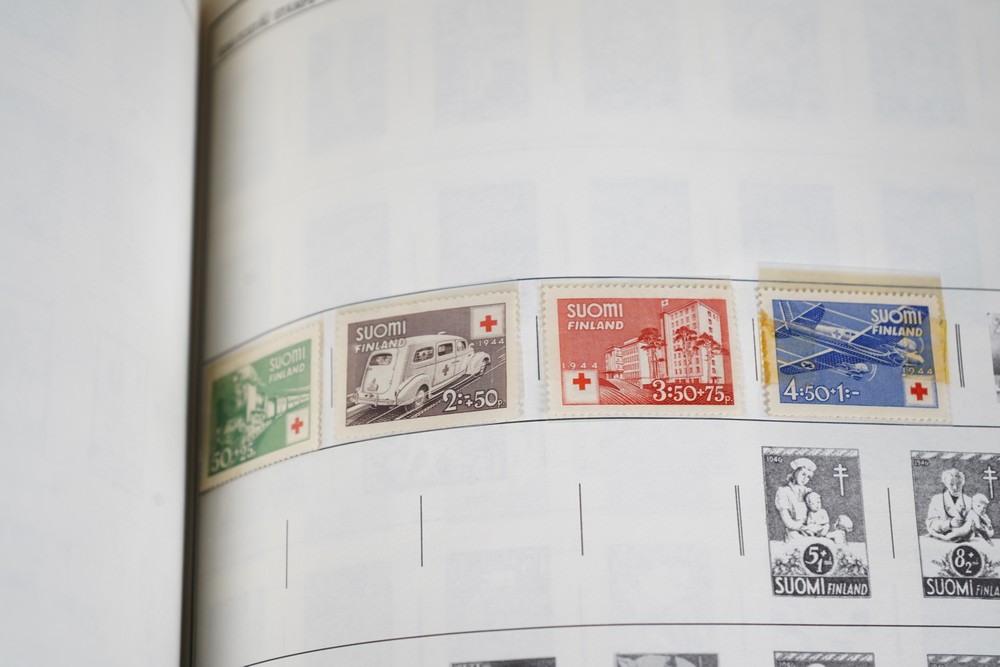 SUOMI
FINLAND
50+25
SUOMI
FINLAND
1944
2:-+50 P.
SUOMI
FINLAND
1944
3:50+75 P.
SUOMI
FINLAND
1944
4:50+1:-
1946
5+1
SUOMI FINLAND
1946
8+2
SUOMI